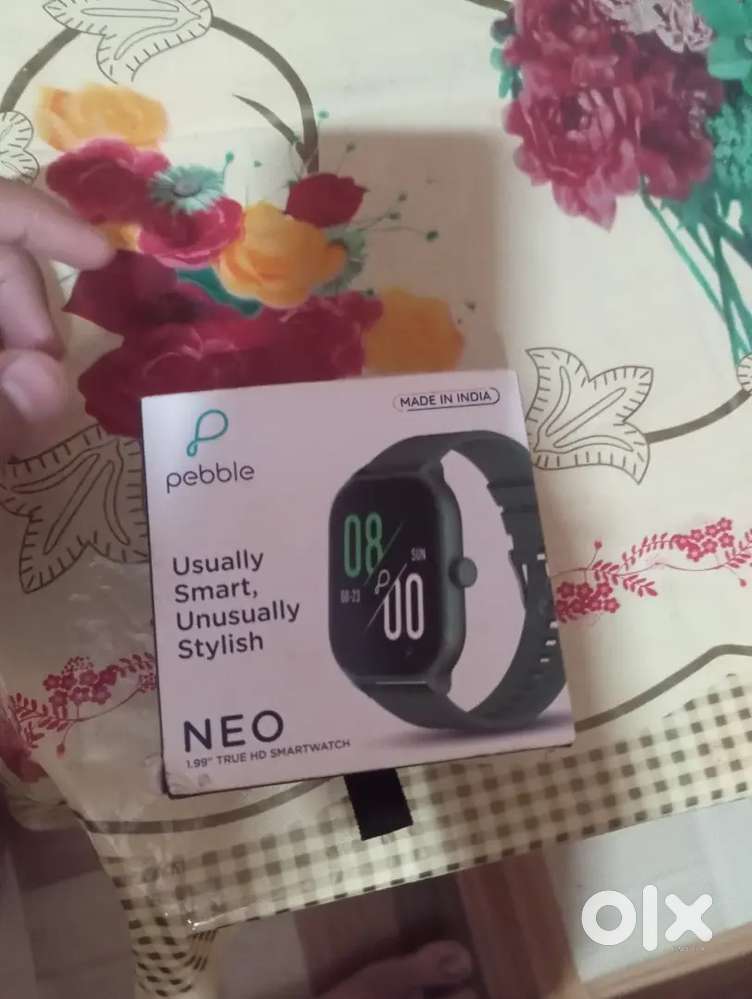 MADE IN INDIA
pebble
Usually
Smart,
Unusually
Stylish
08
SUN
08-23
00
NEO
1.99" TRUE HD SMARTWATCH
olx